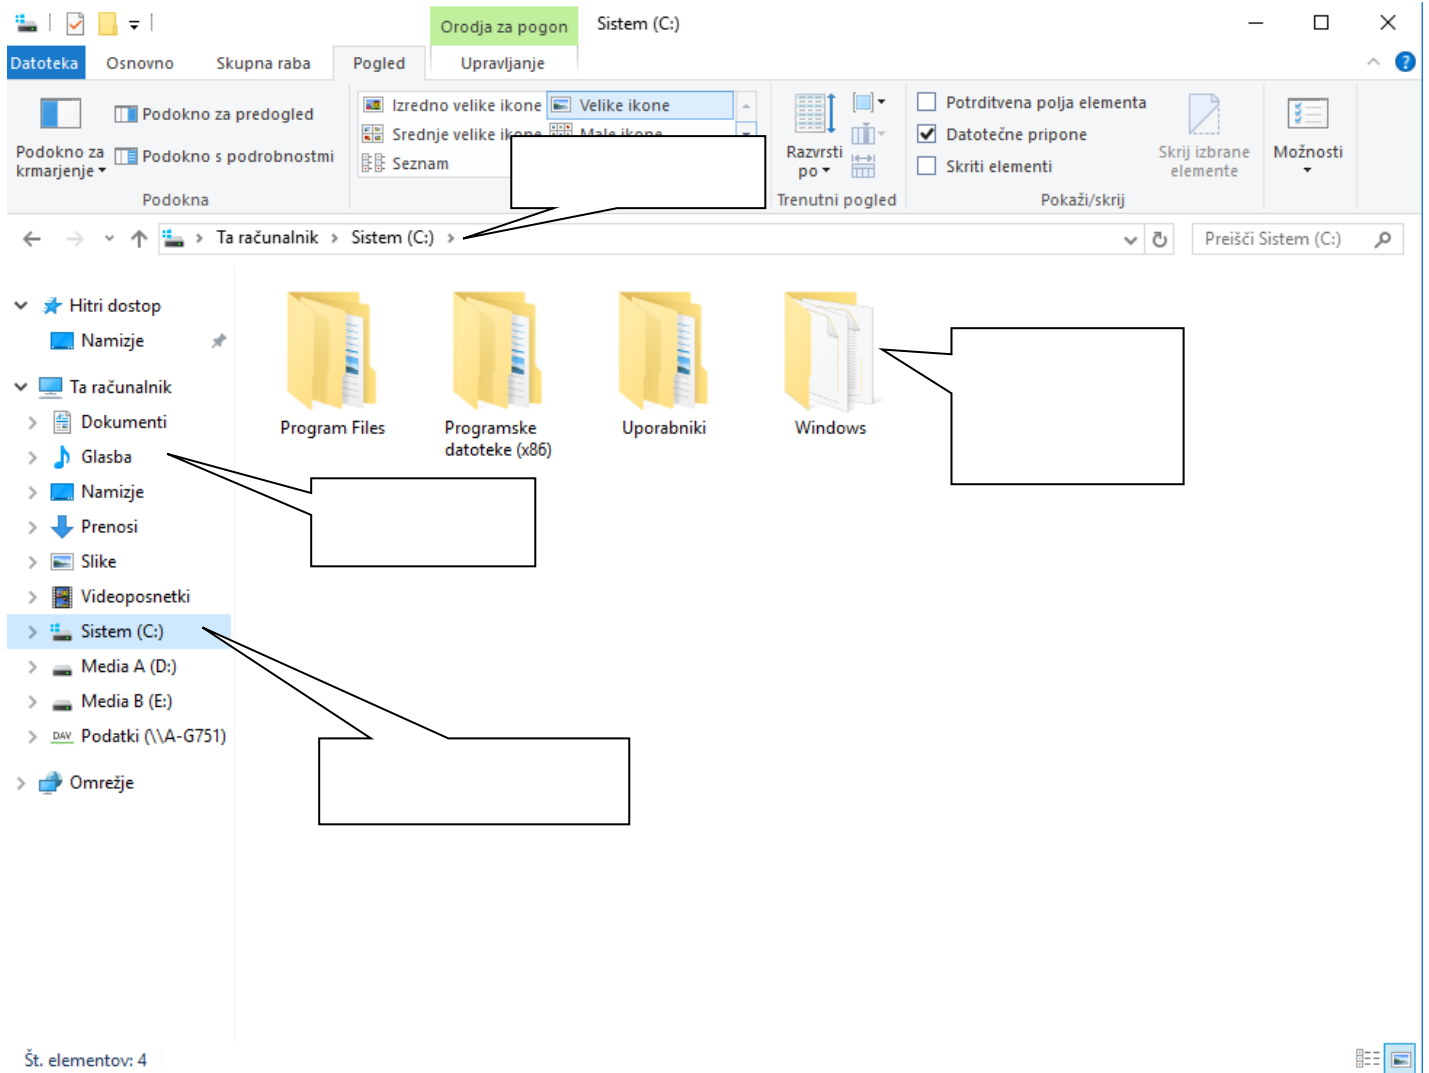 Orodja za pogon
Sistem (C:)
Datoteka
Osnovno
Skupna raba
Pogled
Upravljanje
Podokno za
krmarjenje
Podokno za predogled
Podokno s podrobnostmi
Podokna
Izredno velike ikone
Velike ikone
Srednje velike ikone
Male ikone
Seznam
Razvrsti
po
Trenutni pogled
Potrditvena polja elementa
Datotečne pripone
Skriti elementi
Skrij izbrane
elemente
Pokaži/skrij
Možnosti
Ta računalnik
Sistem (C:)
Preišči Sistem (C:)
Hitri dostop
Namizje
Ta računalnik
Dokumenti
Glasba
Namizje
Prenosi
Slike
Videoposnetki
Sistem (C:)
Media A (D:)
Media B (E:)
DAV Podatki (\\A-G751)
Omrežje
Program Files
Programske
datoteke (x86)
Uporabniki
Windows
Št. elementov: 4